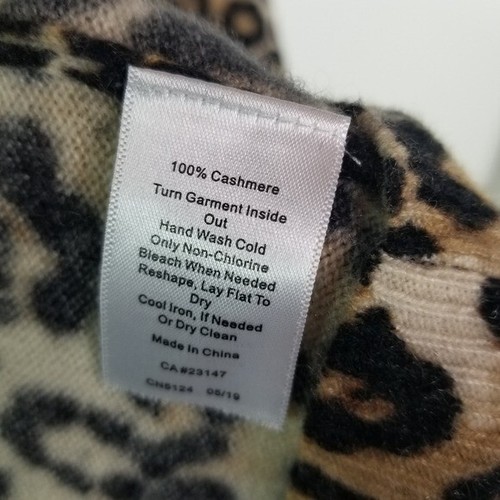 100% Cashmere
Turn Garment Inside
Out
Hand Wash Cold
Only Non-Chlorine
Bleach When Needed
Reshape, Lay Flat To
Dry
Cool Iron, If Needed
Or Dry Clean
Made In China
CA#23147
CN5124 05/19